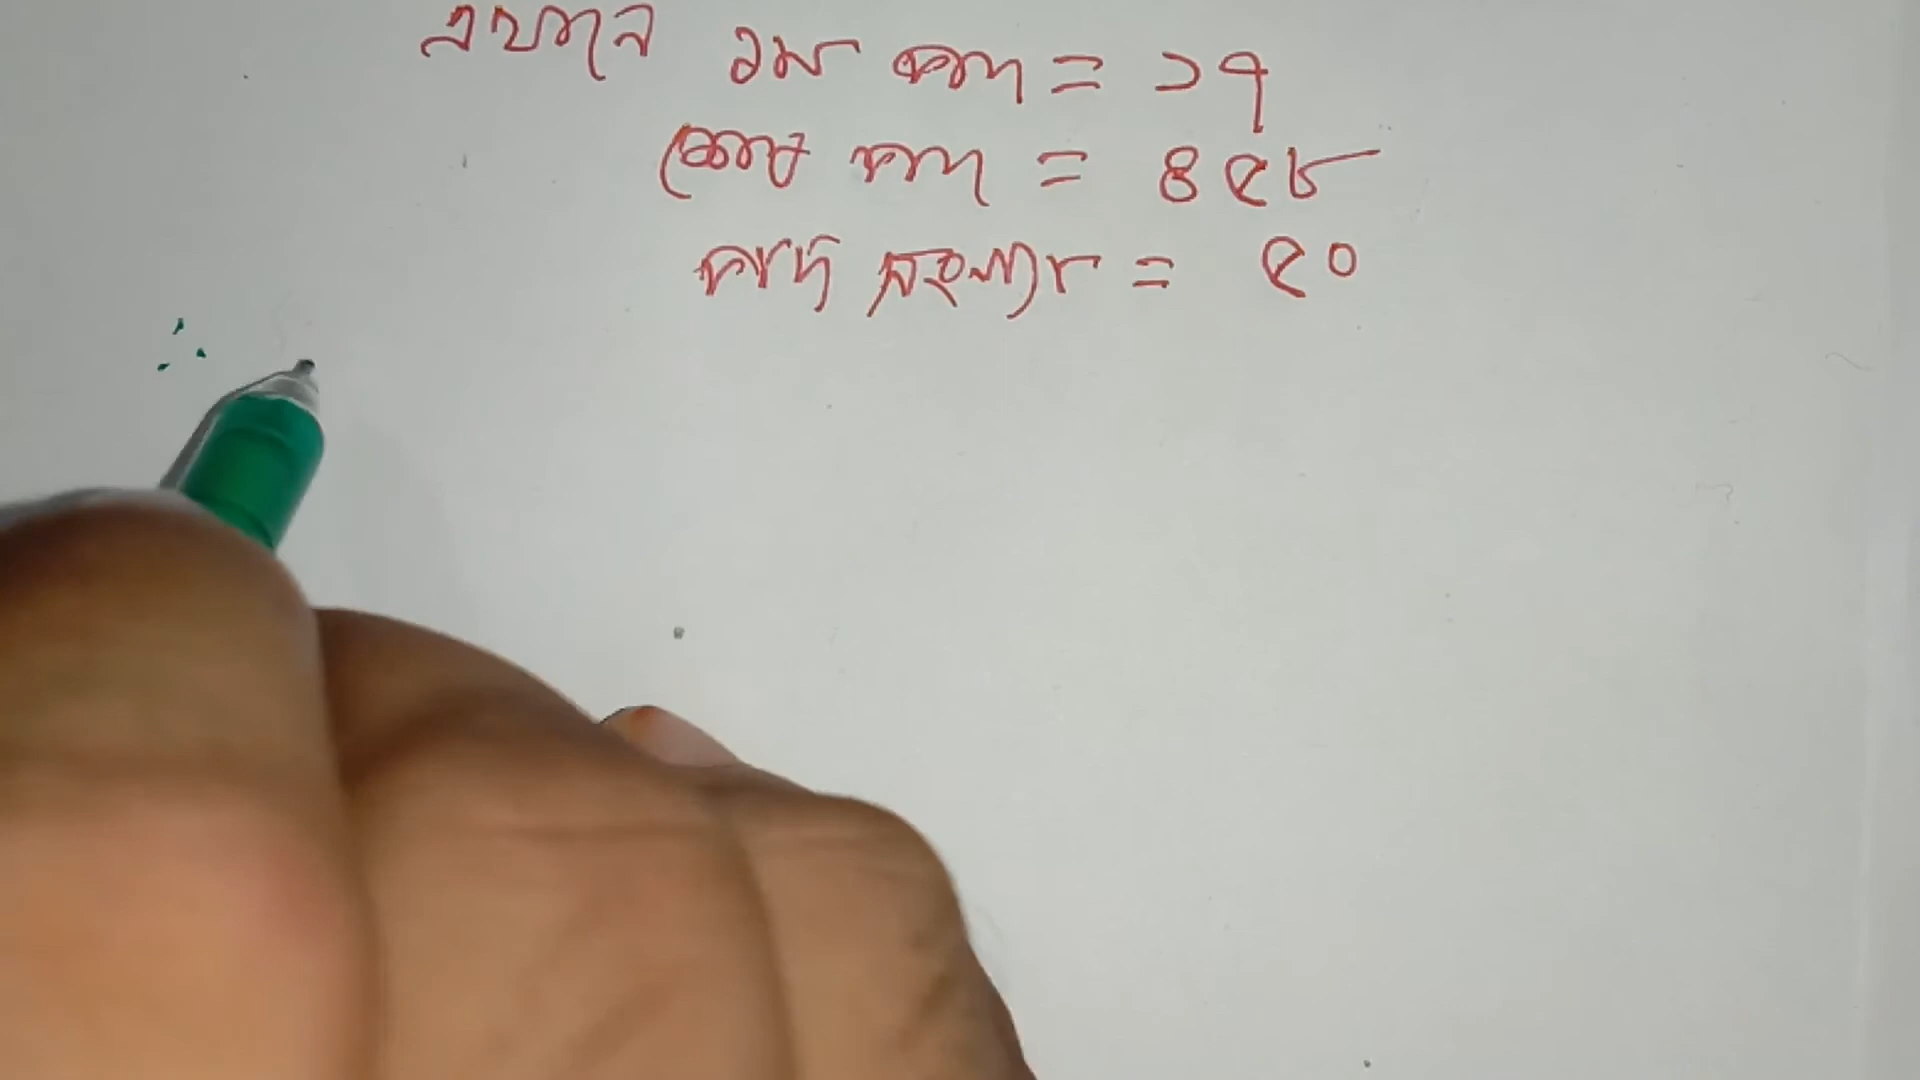 এখানে ১ম পদ = ১৭
শেষ পদ = ৪৫৮
পদ সংখ্যা = ৫০
∴